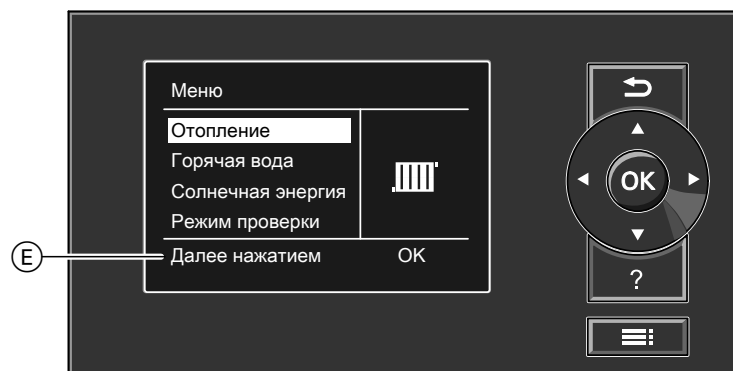 Меню
Отопление
Горячая вода
Солнечная энергия
Режим проверки
Далее нажатием OK
E
OK
?